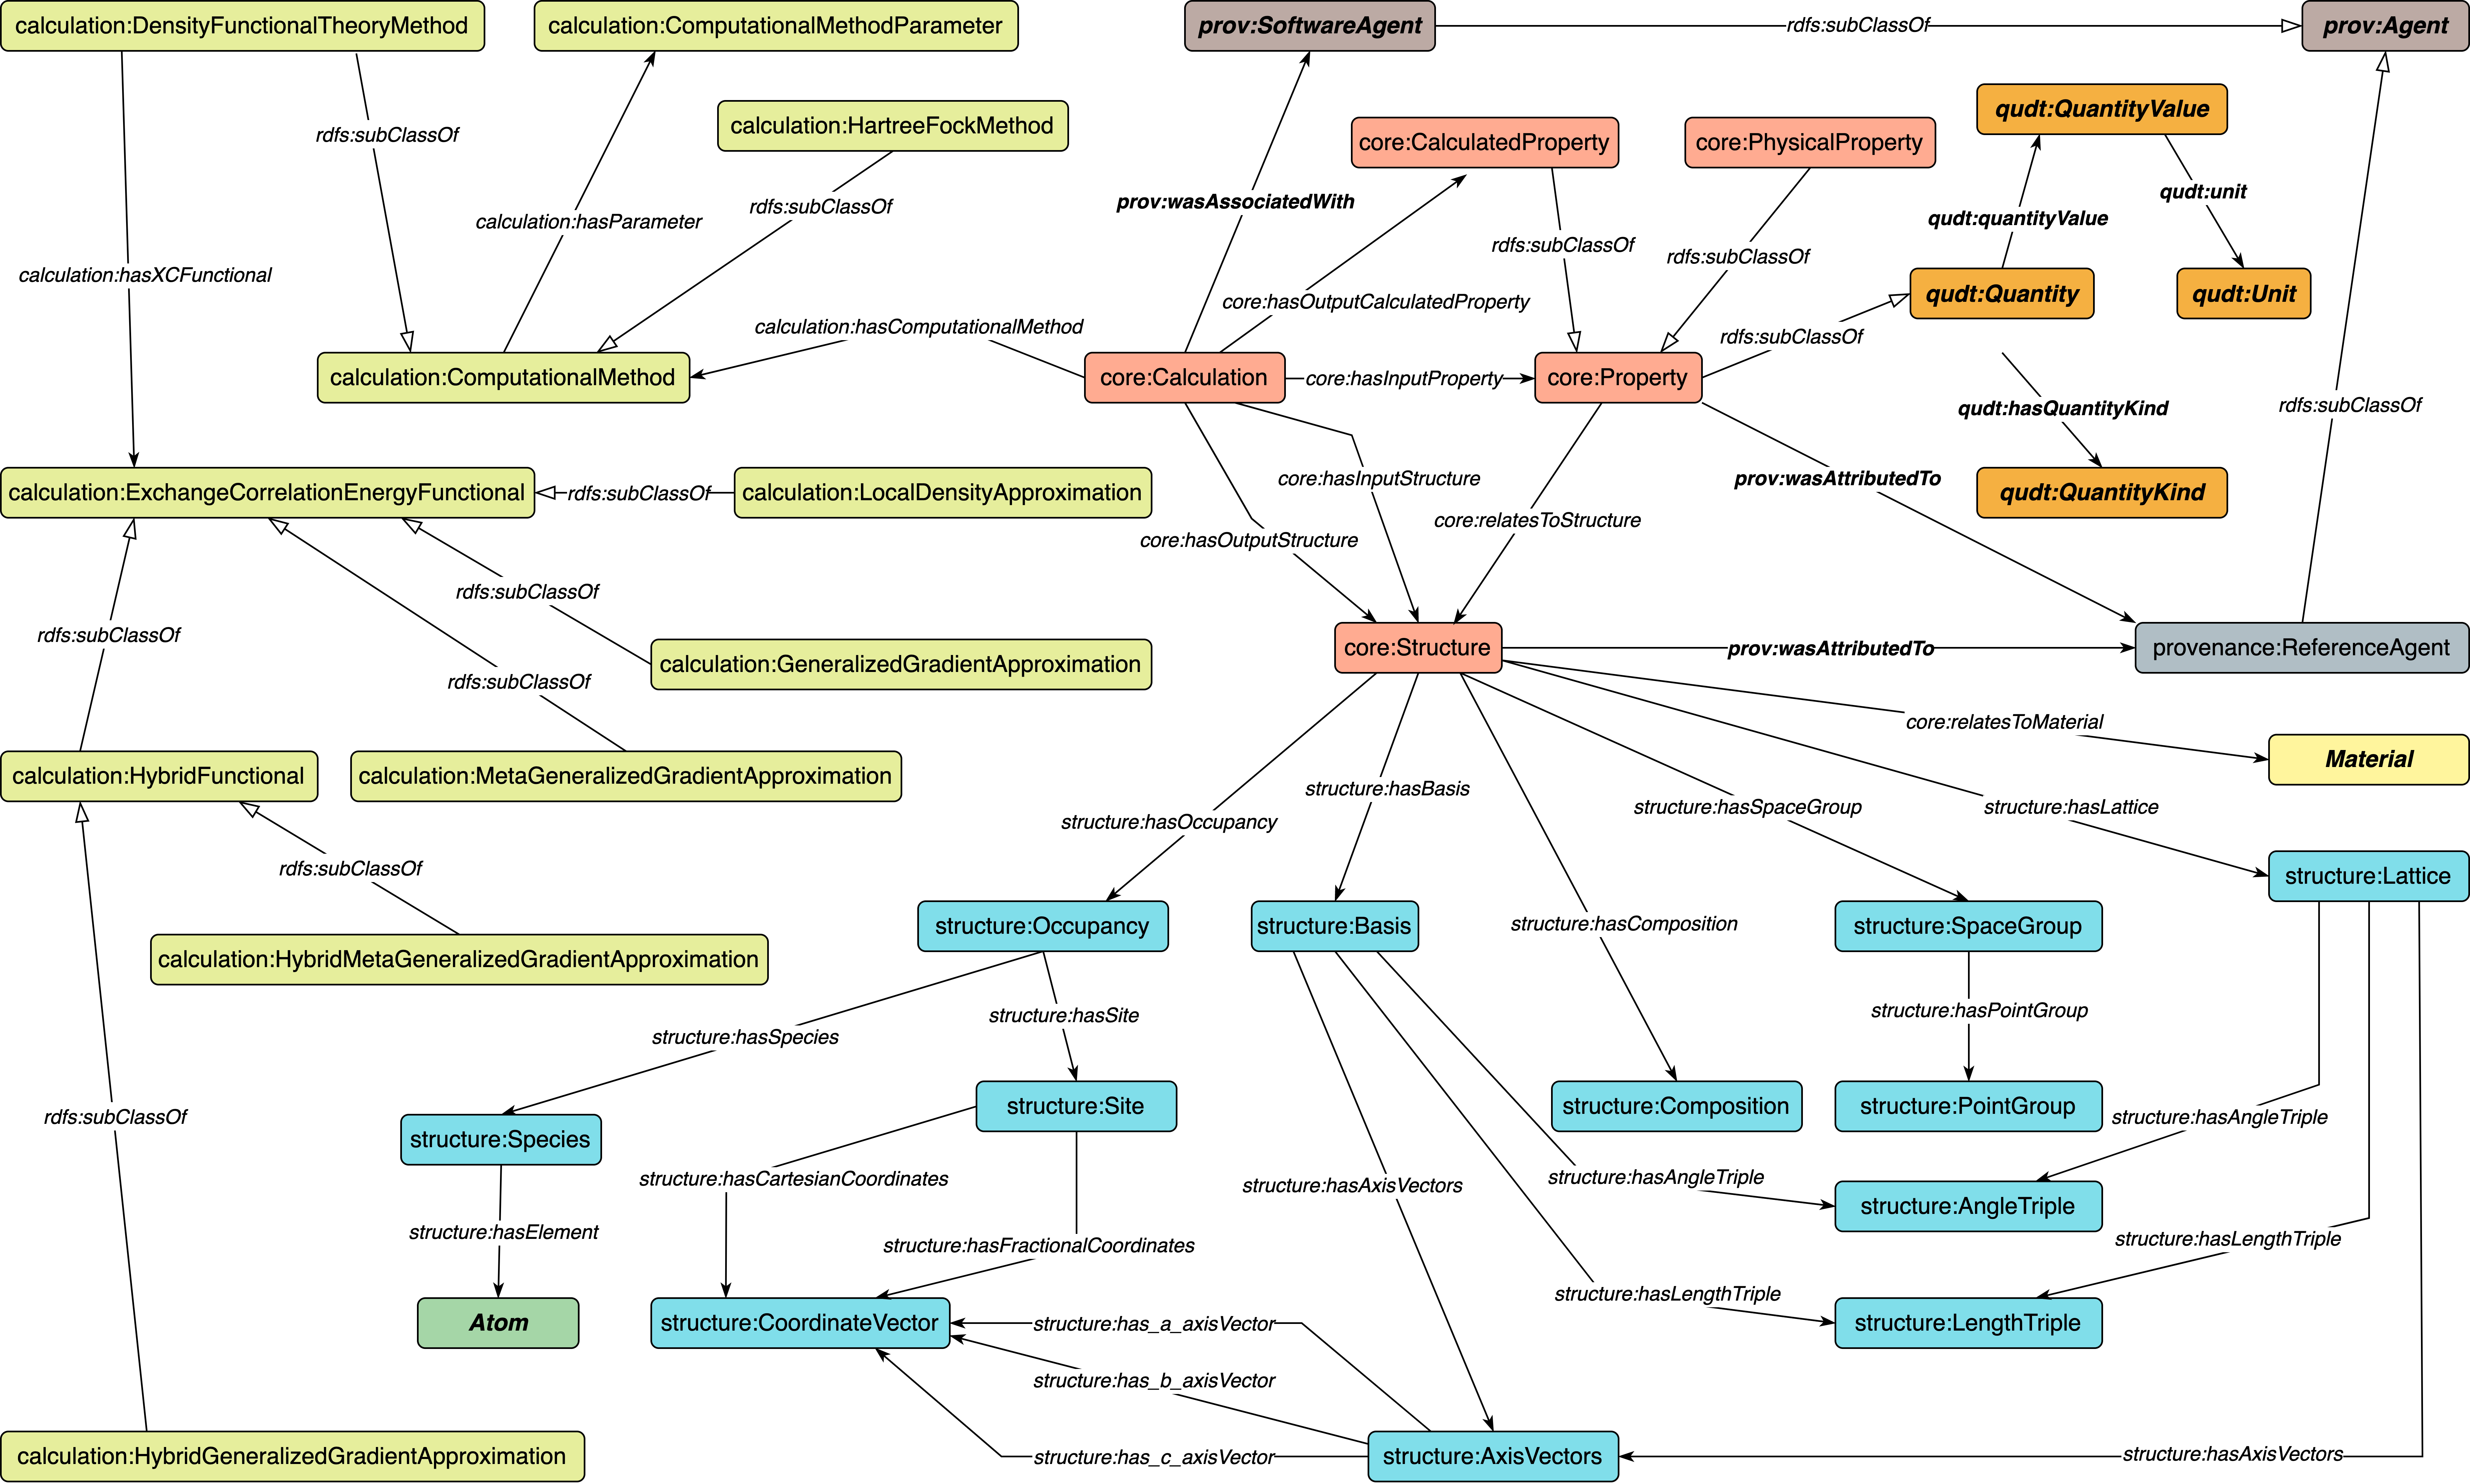 calculation:DensityFunctionalTheoryMethod
calculation:ComputationalMethodParameter
prov:SoftwareAgent
rdfs:subClassOf
prov:Agent
qudt:QuantityValue
calculation:HartreeFockMethod
rdfs:subClassOf
core:CalculatedProperty
core:PhysicalProperty
qudt:unit
prov:wasAssociatedWith
rdfs:subClassOf
calculation:hasParameter
qudt:quantityValue
rdfs:subClassOf
rdfs:subClassOf
calculation:hasXCFunctional
core:hasOutputCalculatedProperty
qudt:Quantity
qudt:Unit
calculation:hasComputationalMethod
rdfs:subClassOf
calculation:ComputationalMethod
core:Calculation
core:hasInputProperty
core:Property
qudt:hasQuantityKind
rdfs:subClassOf
core:hasInputStructure
prov:wasAttributedTo
calculation:ExchangeCorrelationEnergyFunctional
rdfs:subClassOf
calculation:LocalDensityApproximation
qudt:QuantityKind
core:relatesToStructure
core:hasOutputStructure
rdfs:subClassOf
rdfs:subClassOf
core:Structure
prov:wasAttributedTo
provenance:ReferenceAgent
calculation:GeneralizedGradientApproximation
rdfs:subClassOf
core:relatesToMaterial
Material
calculation:HybridFunctional
calculation:MetaGeneralizedGradientApproximation
structure:hasBasis
structure:hasSpaceGroup
structure:hasLattice
structure:hasOccupancy
rdfs:subClassOf
structure:Lattice
structure:hasComposition
structure:Occupancy
structure:Basis
structure:SpaceGroup
calculation:HybridMetaGeneralizedGradientApproximation
structure:hasPointGroup
structure:hasSite
structure:hasSpecies
structure:Site
structure:Composition
structure:PointGroup
rdfs:subClassOf
structure:hasAngleTriple
structure:Species
structure:hasCartesianCoordinates
structure:hasAxisVectors
structure:hasAngleTriple
structure:AngleTriple
structure:hasElement
structure:hasFractionalCoordinates
structure:hasLengthTriple
structure:hasLengthTriple
Atom
structure:CoordinateVector
structure:has_a_axisVector
structure:LengthTriple
structure:has_b_axisVector
calculation:HybridGeneralizedGradientApproximation
structure:has_c_axisVector
structure:AxisVectors
structure:hasAxisVectors